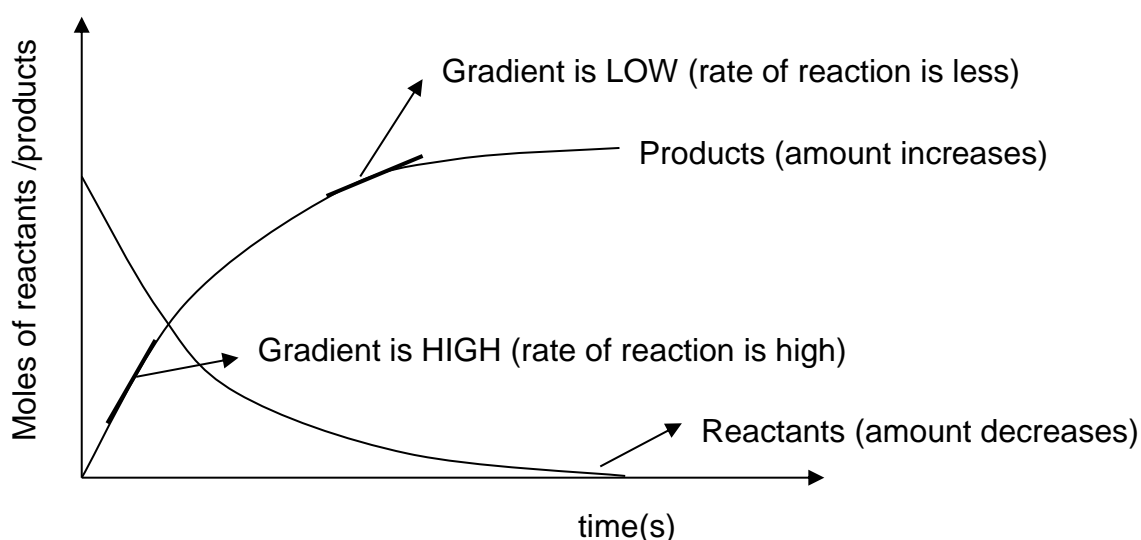 Gradient is LOW (rate of reaction is less)
Products (amount increases)
Moles of reactants /products
Gradient is HIGH (rate of reaction is high)
Reactants (amount decreases)
time(s)